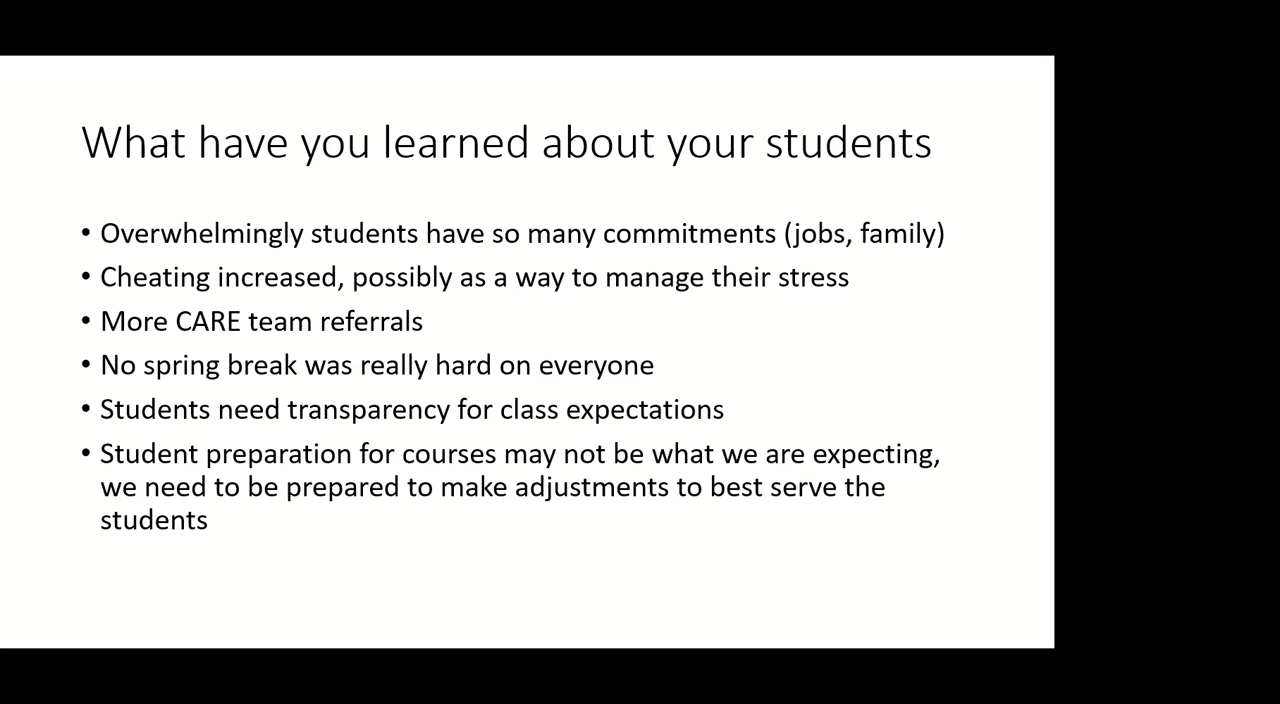 What have you learned about your students
• Overwhelmingly students have so many commitments (jobs, family)
• Cheating increased, possibly as a way to manage their stress
• More CARE team referrals
• No spring break was really hard on everyone
• Students need transparency for class expectations
• Student preparation for courses may not be what we are expecting,
we need to be prepared to make adjustments to best serve the
students